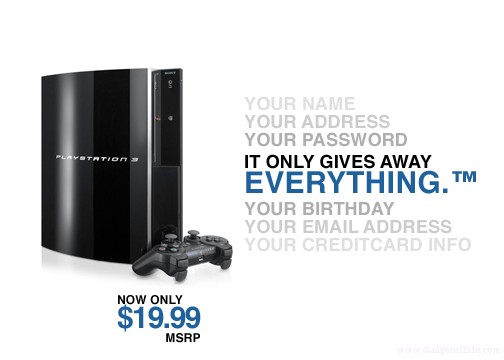 SONY
PLAYSTATION 3
YOUR NAME
YOUR ADDRESS
YOUR PASSWORD
IT ONLY GIVES AWAY
EVERYTHING.™
YOUR BIRTHDAY
YOUR EMAIL ADDRESS
YOUR CREDITCARD INFO
NOW ONLY
$19.99
MSRP